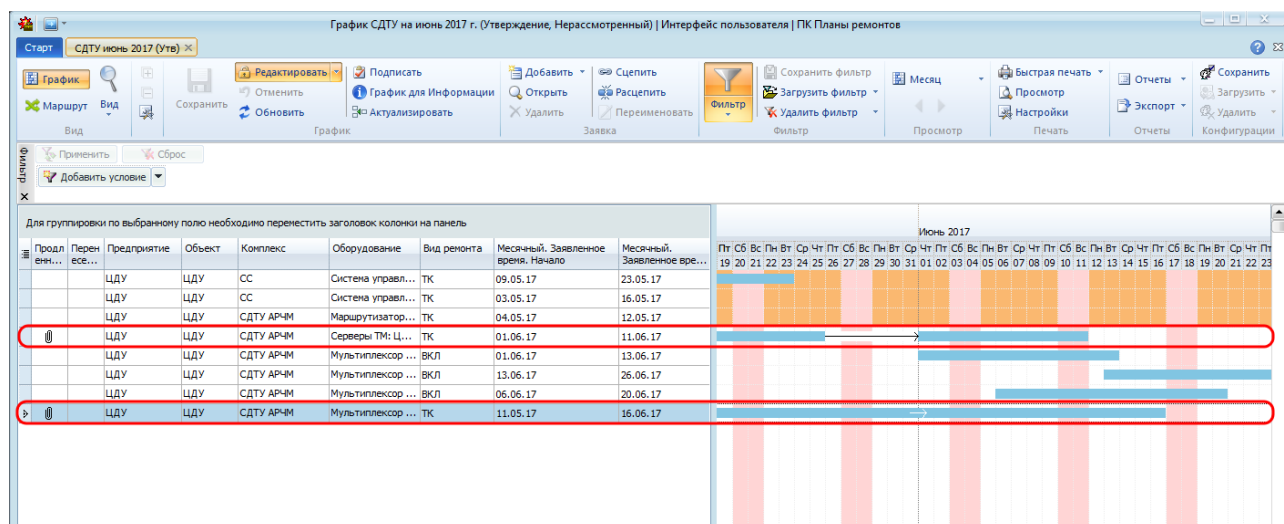 График СДТУ на июнь 2017 г. (Утверждение, Нерассмотренный) | Интерфейс пользователя | ПК Планы ремонтов
Старт СДТУ июнь 2017 (Утв)
График Вид Сохранить Редактировать Подписать Добавить Сцепить Фильтр Сохранить фильтр Месяц Быстрая печать Отчеты Сохранить
Отменить График для Информации Открыть Расцепить Загрузить фильтр Просмотр Загрузить
Маршрут Обновить Актуализировать Удалить Переименовать Удалить фильтр Настройки Экспорт Удалить
Вид График Заявка Фильтр Просмотр Печать Отчеты Конфигурации
Фильтр
Применить Сброс
Добавить условие
Для группировки по выбранному полю необходимо переместить заголовок колонки на панель
Июнь 2017
Продл Перен Предприятие Объект Комплекс Оборудование Вид ремонта Месячный. Заявленное Месячный.
енн... есе... время. Начало Заявленное вре...
Пт Сб Вс Пн Вт Ср Чт Пт Сб Вс Пн Вт Ср Чт Пт Сб Вс Пн Вт Ср Чт Пт Сб Вс Пн Вт Ср Чт Пт Сб Вс Пн Вт Ср Чт Пт
19 20 21 22 23 24 25 26 27 28 29 30 31 01 02 03 04 05 06 07 08 09 10 11 12 13 14 15 16 17 18 19 20 21 22 23
ЦДУ ЦДУ СС Система управл... ТК 09.05.17 23.05.17
ЦДУ ЦДУ СС Система управл... ТК 03.05.17 16.05.17
ЦДУ ЦДУ СДТУ АРЧМ Маршрутизатор... ТК 04.05.17 12.05.17
ЦДУ ЦДУ СДТУ АРЧМ Серверы ТМ: Ц... ТК 01.06.17 11.06.17
ЦДУ ЦДУ СДТУ АРЧМ Мультиплексор ... ВКЛ 01.06.17 13.06.17
ЦДУ ЦДУ СДТУ АРЧМ Мультиплексор ... ВКЛ 13.06.17 26.06.17
ЦДУ ЦДУ СДТУ АРЧМ Мультиплексор ... ВКЛ 06.06.17 20.06.17
ЦДУ ЦДУ СДТУ АРЧМ Мультиплексор ... ТК 11.05.17 16.06.17